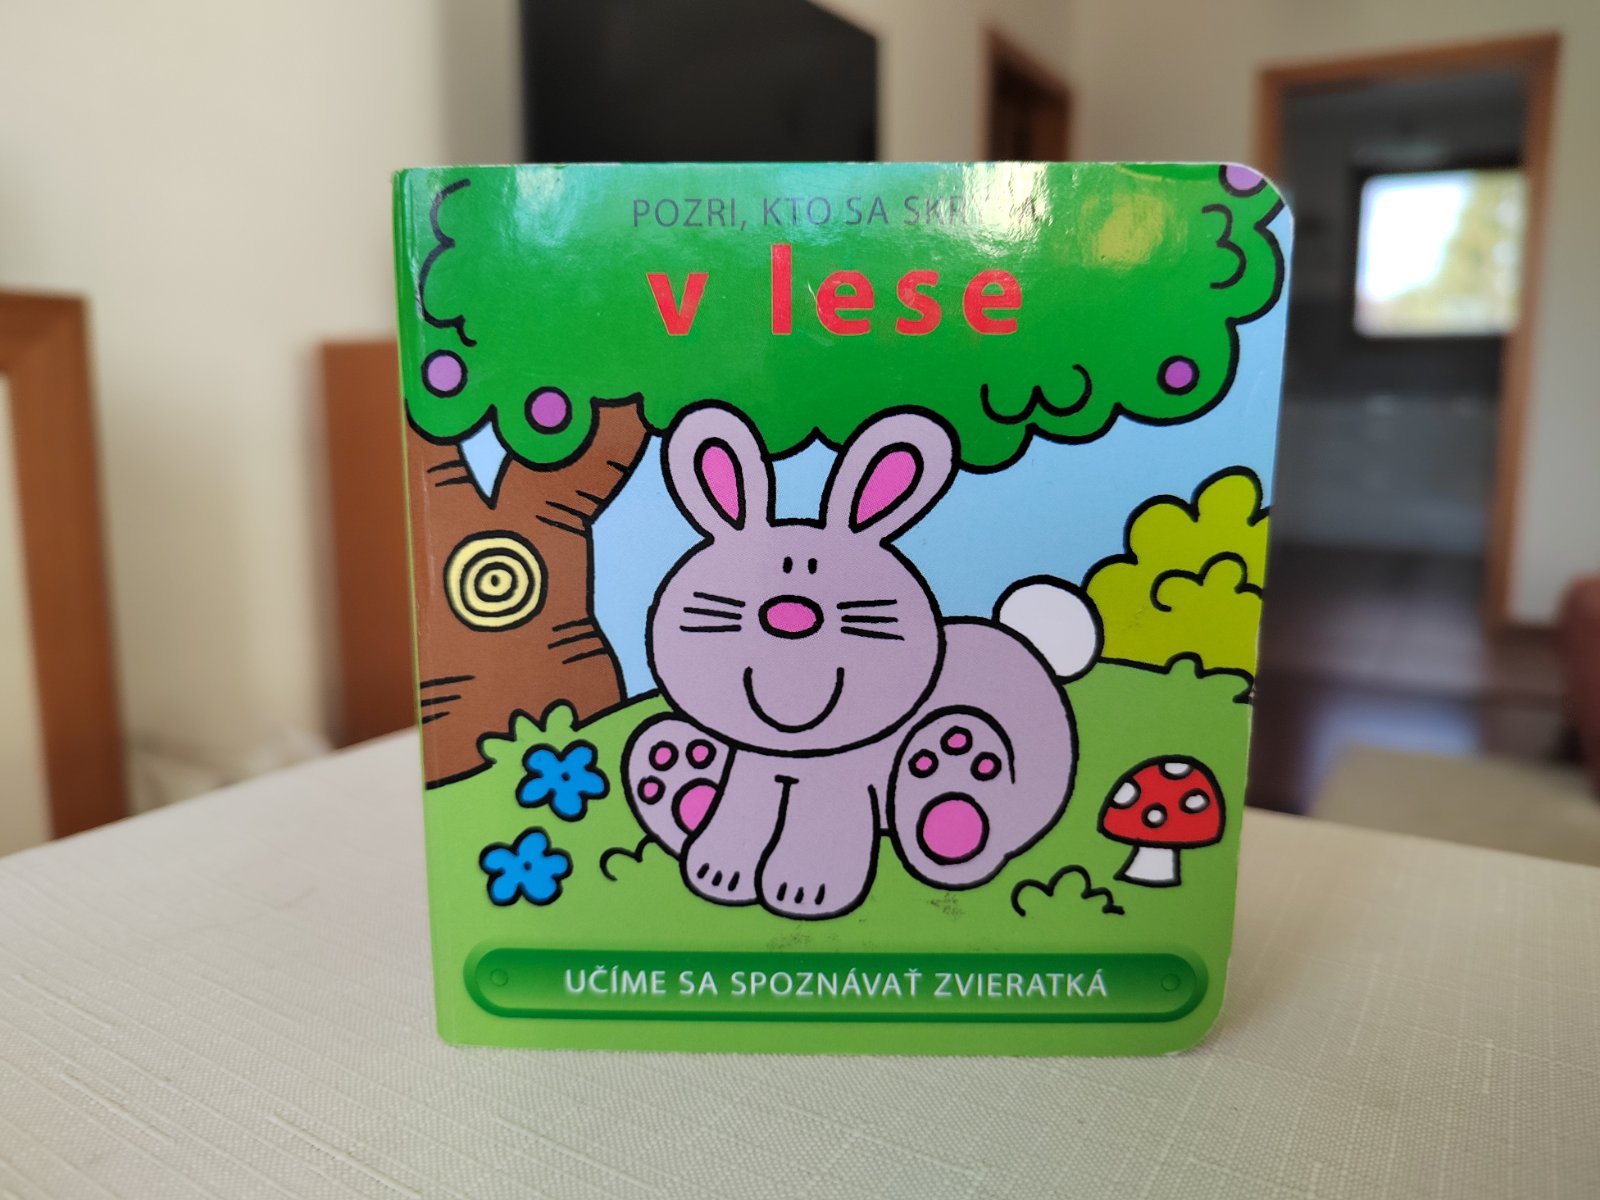 POZRI, KTO SA
v lese
UČÍME SA SPOZNÁVAŤ ZVIERATKÁ